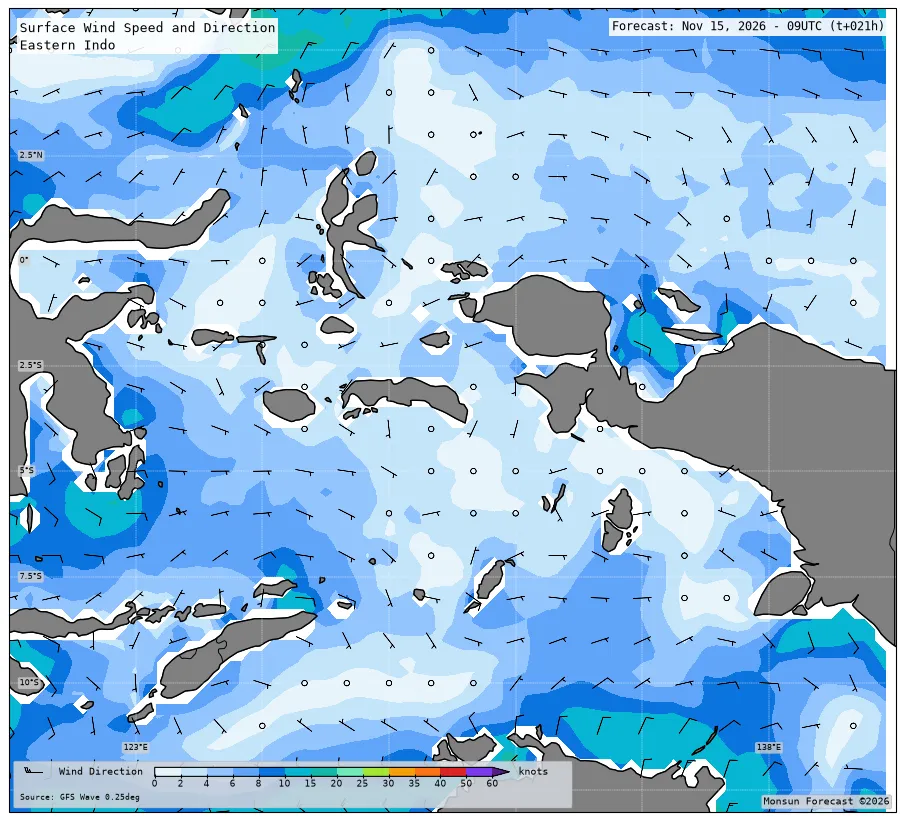 Surface Wind Speed and Direction
Eastern Indo
Forecast: Nov 15, 2026 - 09UTC (t+021h)
2.5°N
0°
2.5°S
5°S
7.5°S
10°S
123°E
138°E
Wind Direction
0 2 4 6 8 10 15 20 25 30 35 40 50 60
knots
Source: GFS Wave 0.25deg
Monsun Forecast ©2026